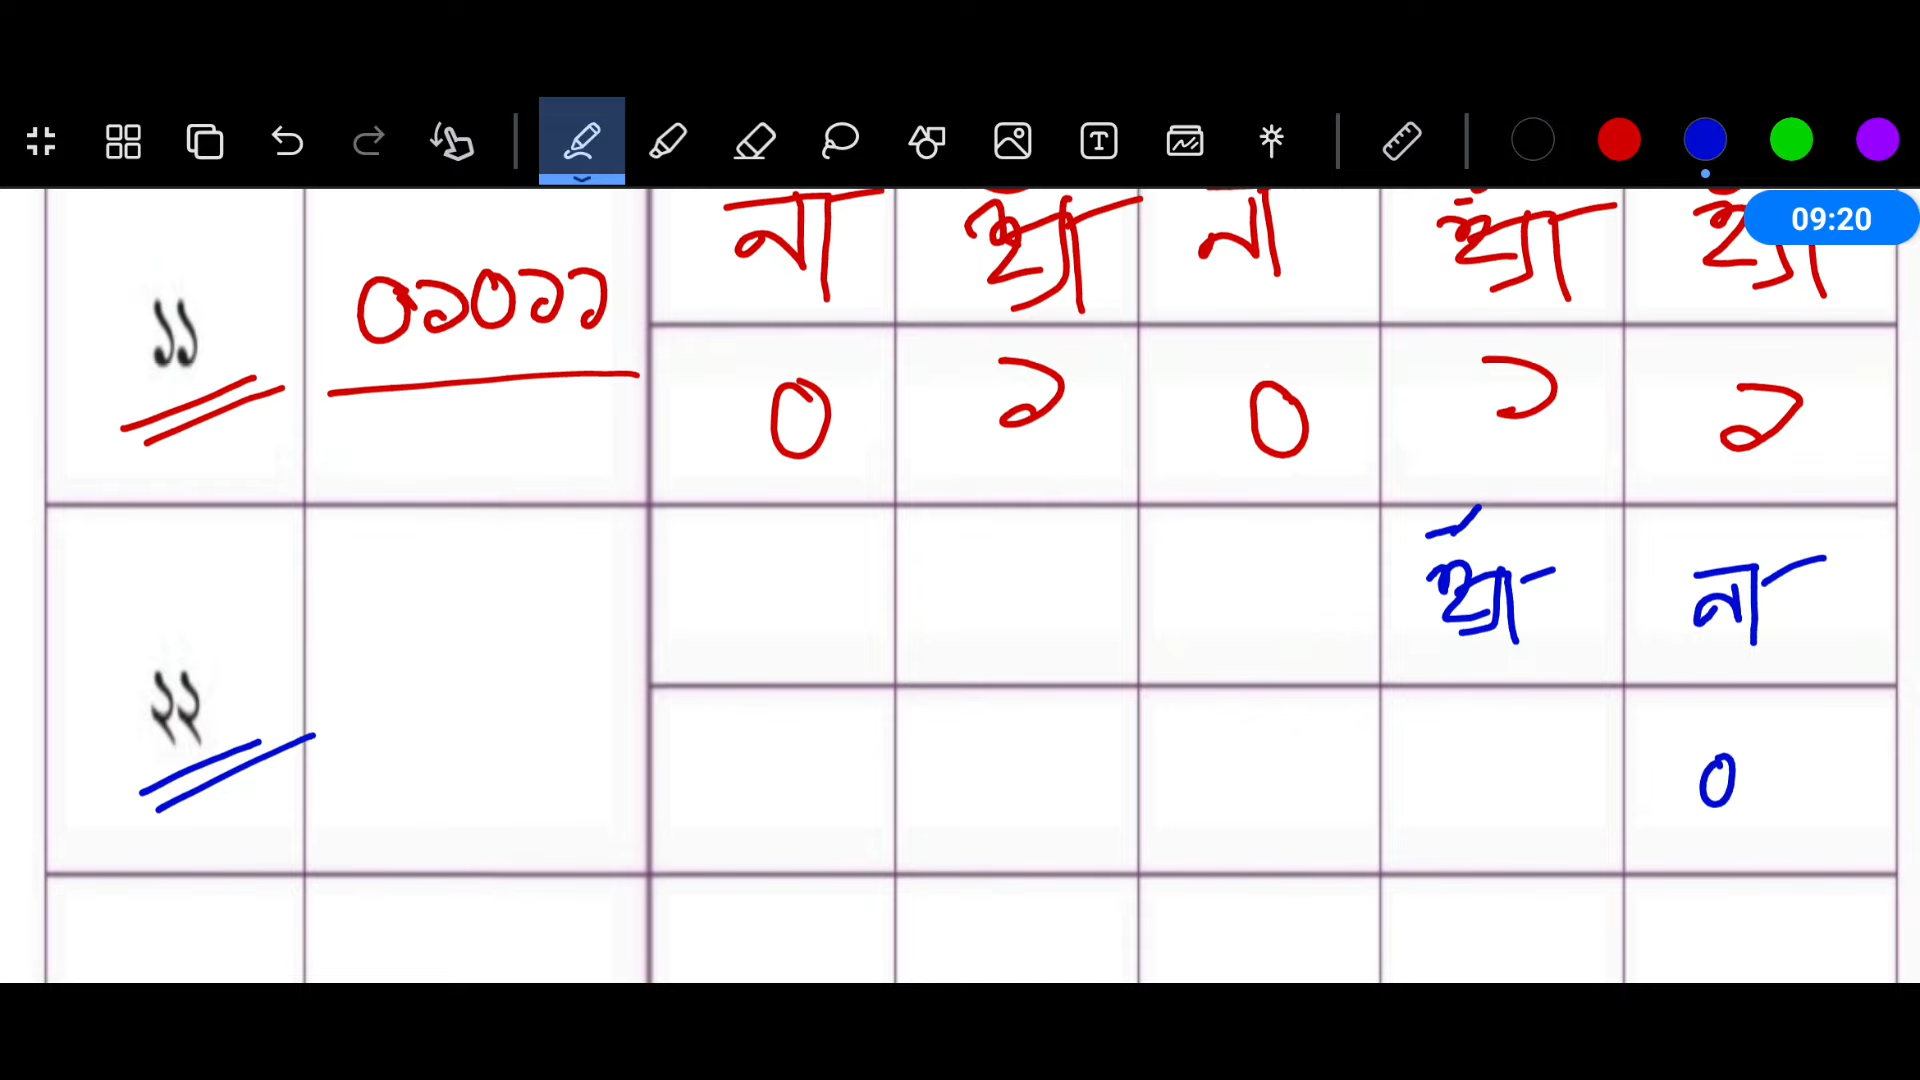 09:20
না হ্যাঁ না হ্যাঁ হ্যাঁ
১১ ০১০১১
০ ১ ০ ১ ১
হ্যাঁ না
২২
০